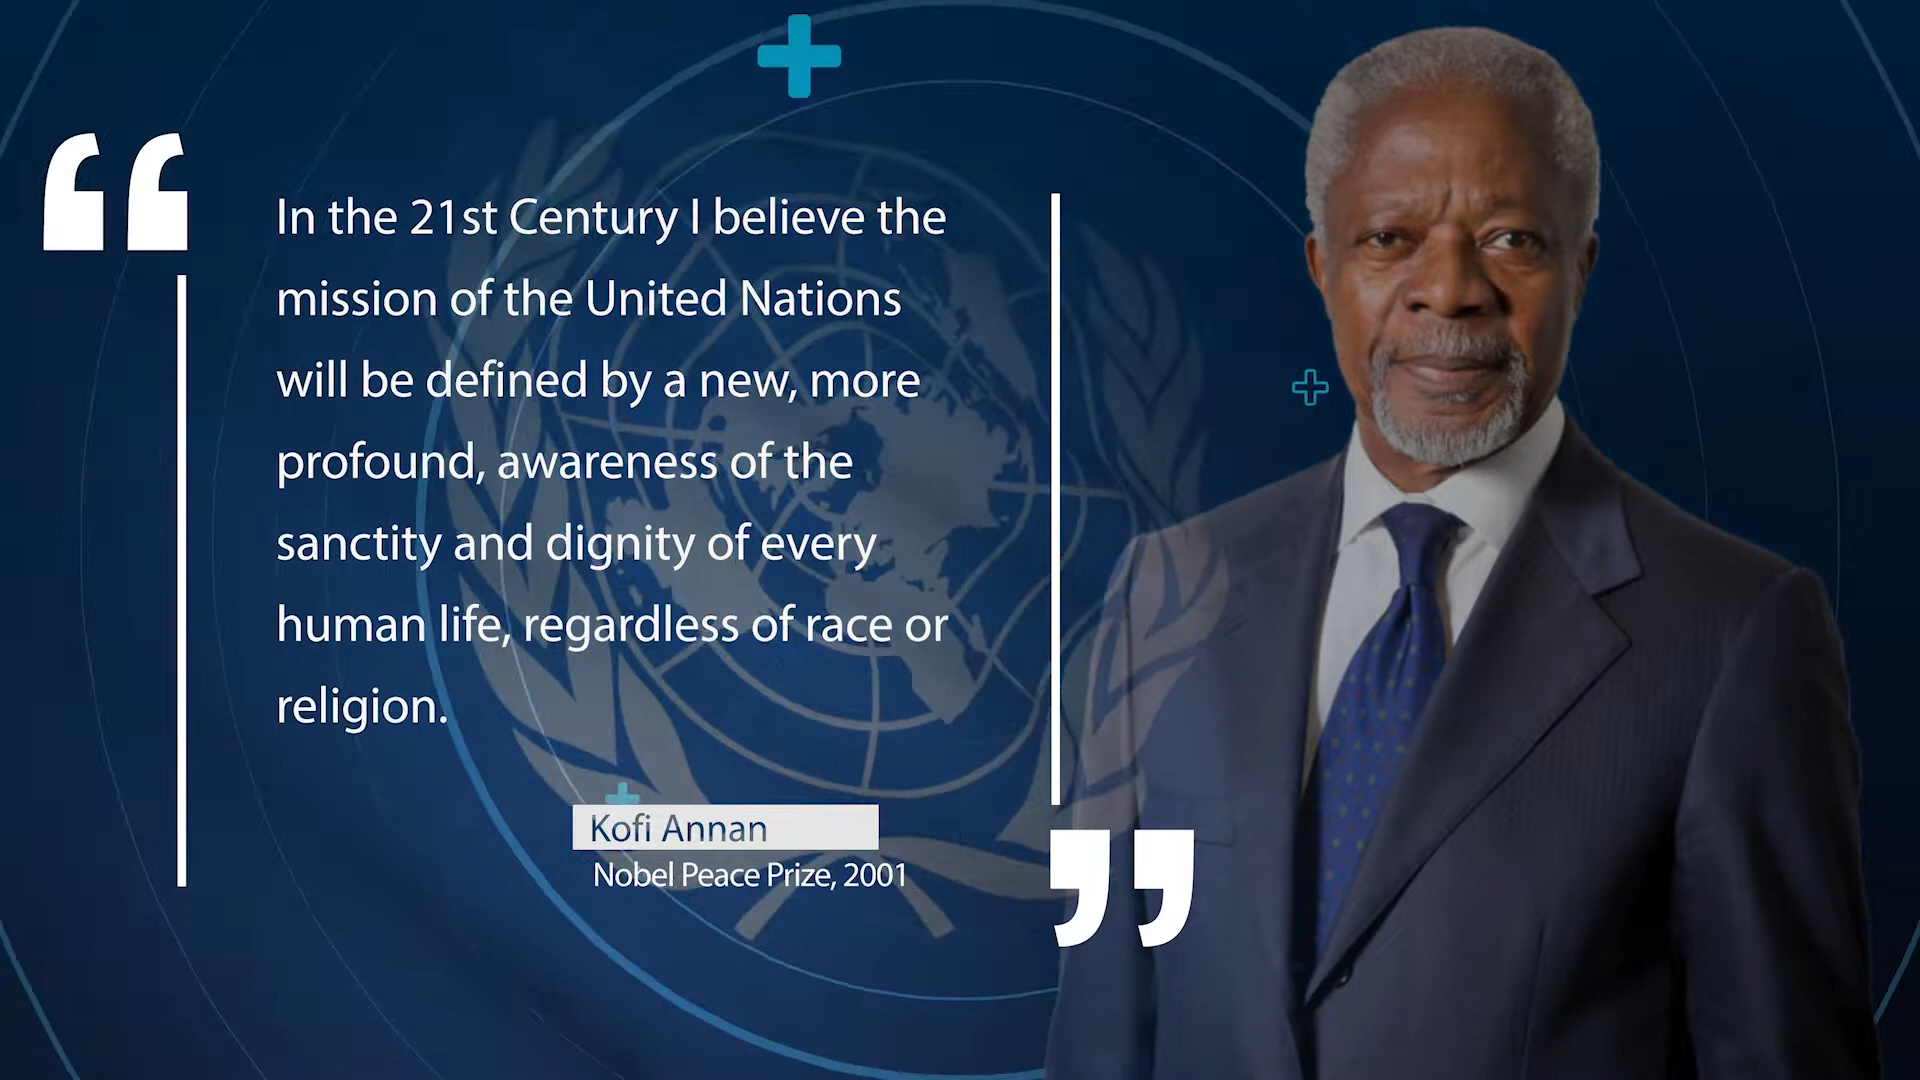 “
In the 21st Century I believe the
mission of the United Nations
will be defined by a new, more
profound, awareness of the
sanctity and dignity of every
human life, regardless of race or
religion.
Kofi Annan
Nobel Peace Prize, 2001
”